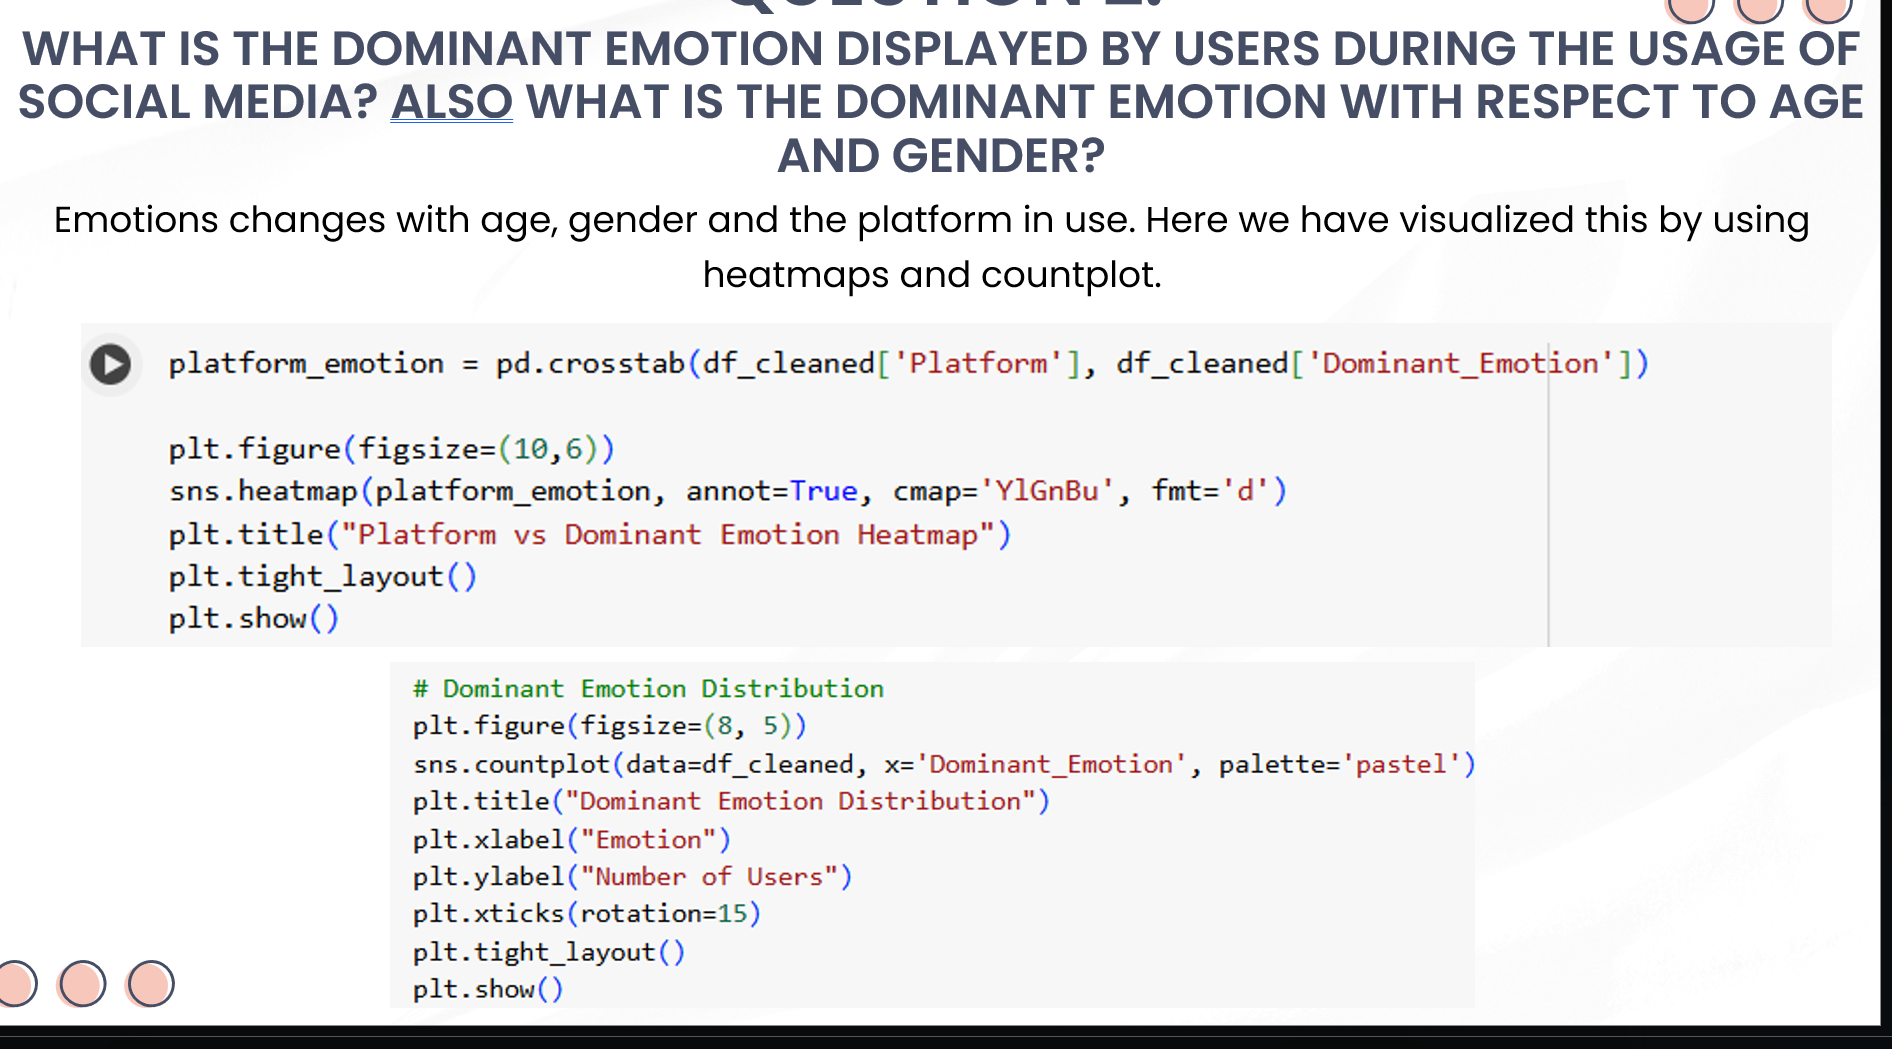 WHAT IS THE DOMINANT EMOTION DISPLAYED BY USERS DURING THE USAGE OF
SOCIAL MEDIA? ALSO WHAT IS THE DOMINANT EMOTION WITH RESPECT TO AGE
AND GENDER?
Emotions changes with age, gender and the platform in use. Here we have visualized this by using
heatmaps and countplot.
platform_emotion = pd.crosstab(df_cleaned['Platform'], df_cleaned['Dominant_Emotion'])
plt.figure(figsize=(10,6))
sns.heatmap(platform_emotion, annot=True, cmap='YlGnBu', fmt='d')
plt.title("Platform vs Dominant Emotion Heatmap")
plt.tight_layout()
plt.show()
# Dominant Emotion Distribution
plt.figure(figsize=(8, 5))
sns.countplot(data=df_cleaned, x='Dominant_Emotion', palette='pastel')
plt.title("Dominant Emotion Distribution")
plt.xlabel("Emotion")
plt.ylabel("Number of Users")
plt.xticks(rotation=15)
plt.tight_layout()
plt.show()